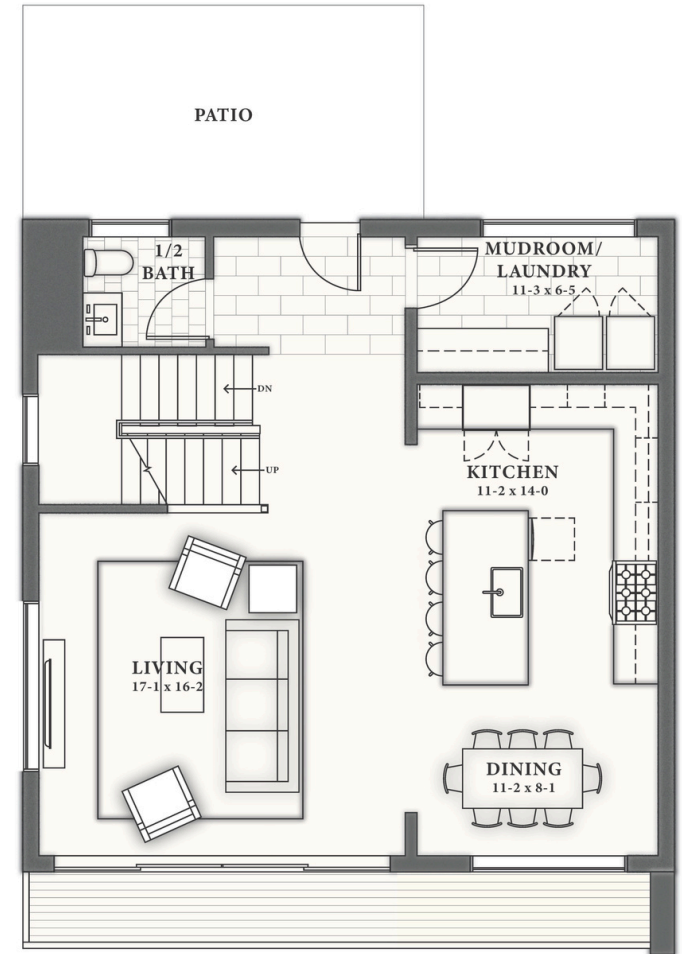 PATIO
1/2
BATH
MUDROOM/
LAUNDRY
11-3 x 6-5
DN
UP
KITCHEN
11-2 x 14-0
LIVING
17-1 x 16-2
DINING
11-2 x 8-1